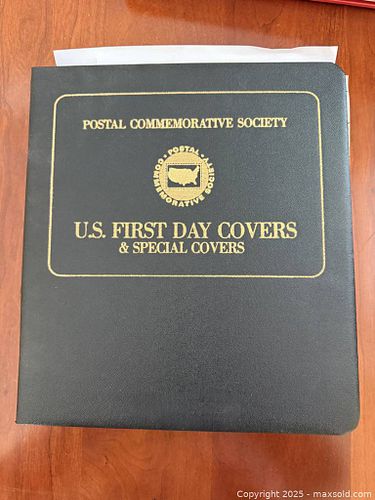 POSTAL COMMEMORATIVE SOCIETY
POSTAL
COMMEMORATIVE SOCIETY
U.S. FIRST DAY COVERS
& SPECIAL COVERS
Copyright 2025 - maxsold.com